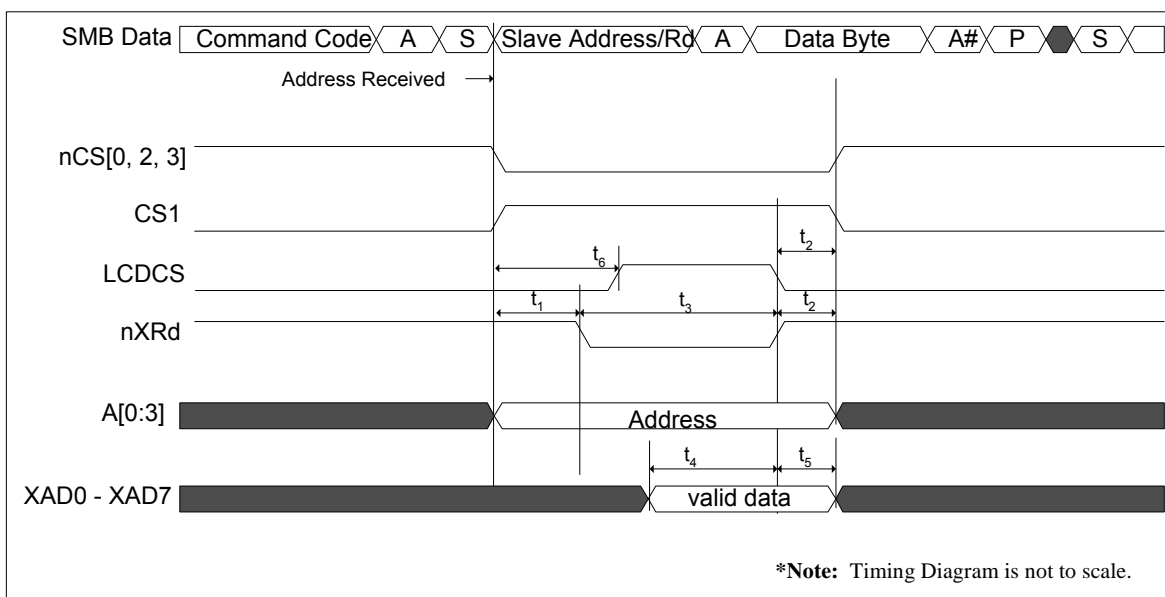 SMB Data Command Code A S Slave Address/Rd A Data Byte A# P S
Address Received
nCS[0, 2, 3]
CS1
t2
LCDCS t6
t1 t3 t2
nXRd
A[0:3] Address
t4 t5
XAD0 - XAD7 valid data
*Note: Timing Diagram is not to scale.